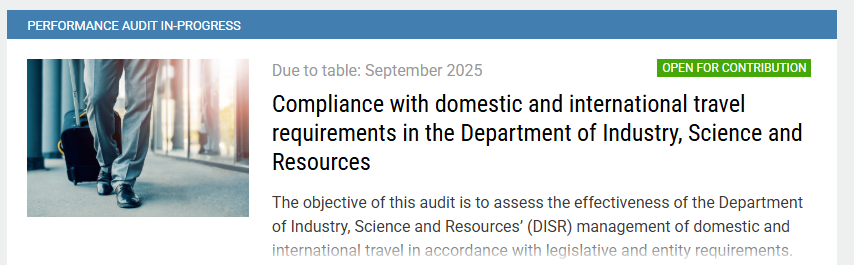 PERFORMANCE AUDIT IN-PROGRESS
Due to table: September 2025
OPEN FOR CONTRIBUTION
Compliance with domestic and international travel
requirements in the Department of Industry, Science and
Resources
The objective of this audit is to assess the effectiveness of the Department
of Industry, Science and Resources’ (DISR) management of domestic and
international travel in accordance with legislative and entity requirements.